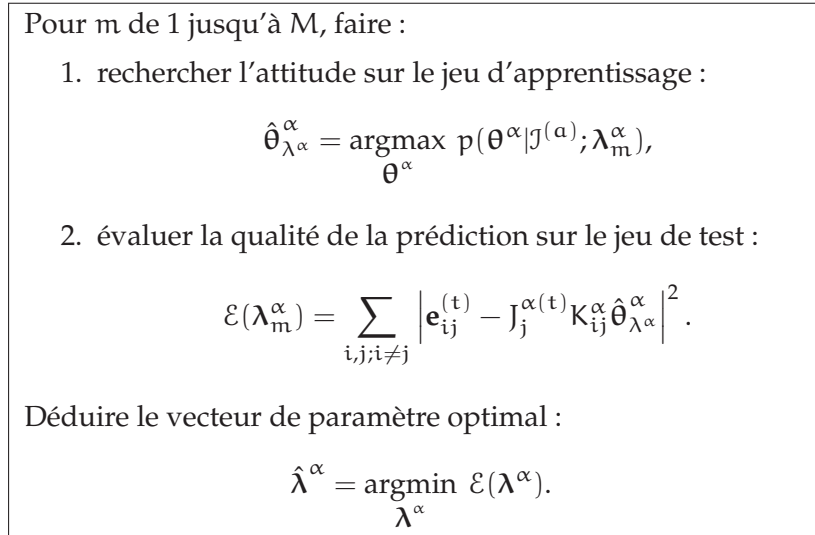 Pour m de 1 jusqu'à M, faire :
1. rechercher l'attitude sur le jeu d'apprentissage :
θ̂^α_{λ^α} = argmax_{θ^α} p(θ^α|ℐ^{(a)}; λ^α_m),
2. évaluer la qualité de la prédiction sur le jeu de test :
ℰ(λ^α_m) = ∑_{i,j;i≠j} |e^{(t)}_{ij} − J^{α(t)}_j K^α_{ij} θ̂^α_{λ^α}|^2.
Déduire le vecteur de paramètre optimal :
λ̂^α = argmin_{λ^α} ℰ(λ^α).